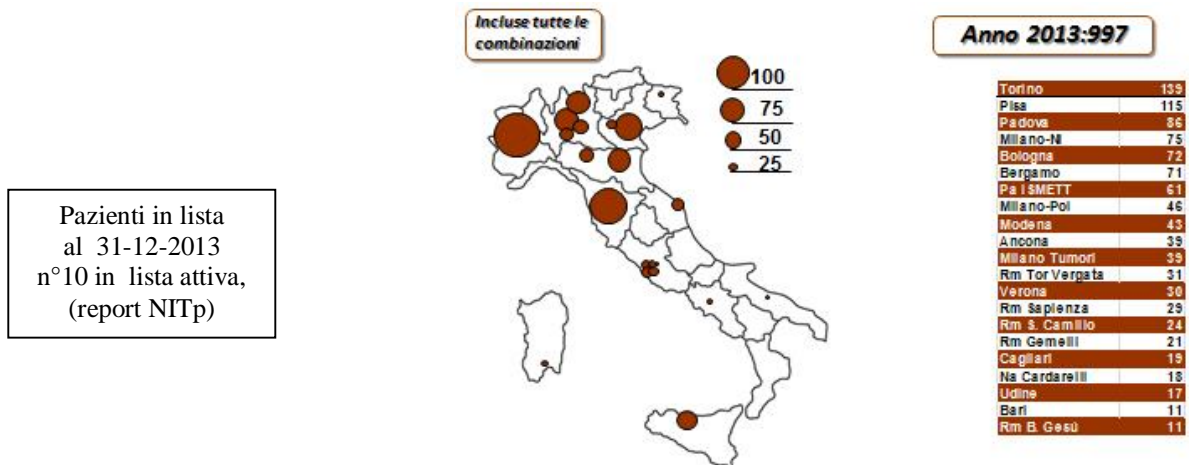 Incluse tutte le
combinazioni
Anno 2013:997
100
75
50
25
Pazienti in lista
al 31-12-2013
n°10 in lista attiva,
(report NITp)
Torino 139
Pisa 115
Padova 86
Milano-Ni 75
Bologna 72
Bergamo 71
Pa ISMETT 61
Milano-Pol 46
Modena 43
Ancona 39
Milano Tumori 39
Rm Tor Vergata 31
Verona 30
Rm Sapienza 29
Rm S. Camillo 24
Rm Gemelli 21
Cagliari 19
Na Cardarelli 18
Udine 17
Bari 11
Rm B. Gesú 11